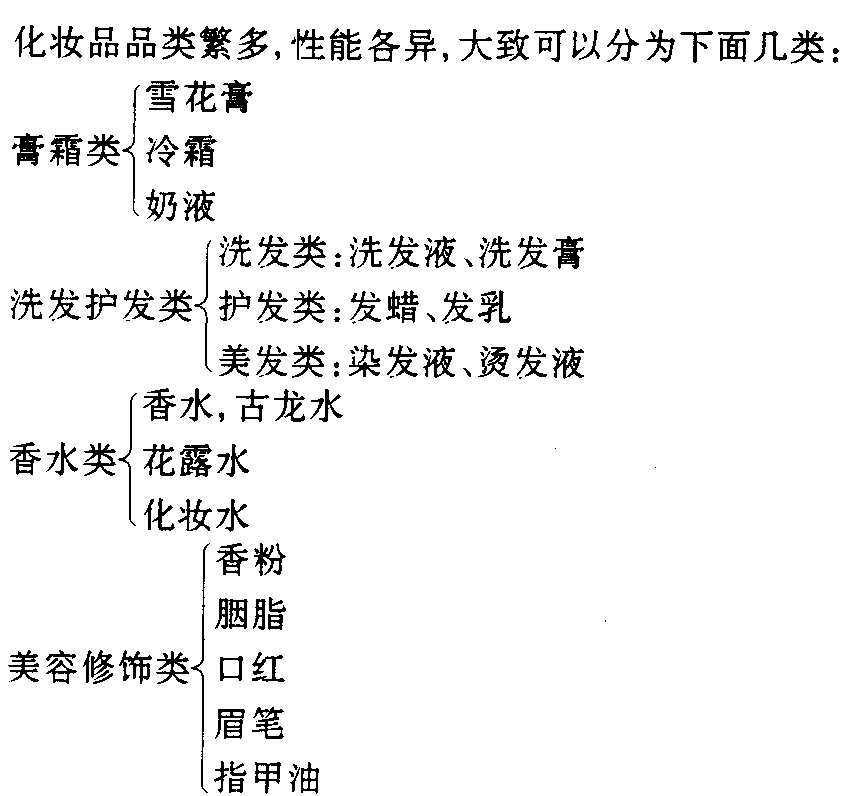 化妆品品类繁多,性能各异,大致可以分为下面几类:
雪花膏
膏霜类
冷霜
奶液
洗发类:洗发液、洗发膏
洗发护发类
护发类:发蜡、发乳
美发类:染发液、烫发液
香水,古龙水
香水类
花露水
化妆水
香粉
胭脂
美容修饰类
口红
眉笔
指甲油